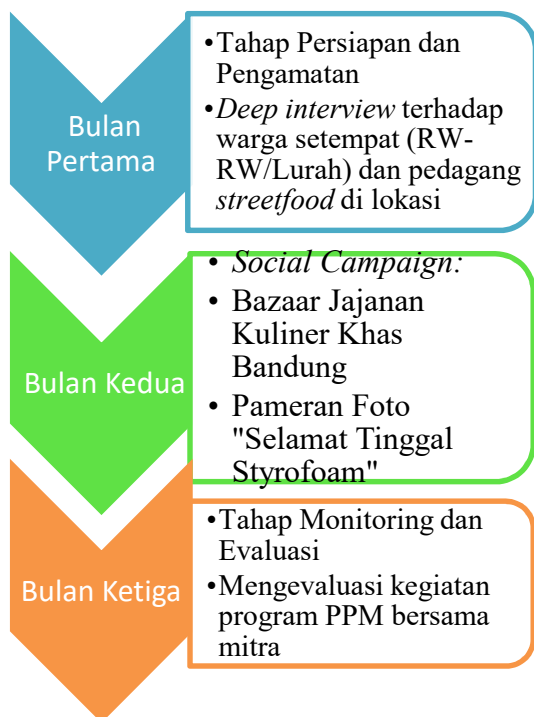 Bulan
Pertama
•Tahap Persiapan dan
Pengamatan
•Deep interview terhadap
warga setempat (RW-
RW/Lurah) dan pedagang
streetfood di lokasi
Bulan Kedua
• Social Campaign:
• Bazaar Jajanan
Kuliner Khas
Bandung
• Pameran Foto
"Selamat Tinggal
Styrofoam"
Bulan Ketiga
•Tahap Monitoring dan
Evaluasi
•Mengevaluasi kegiatan
program PPM bersama
mitra